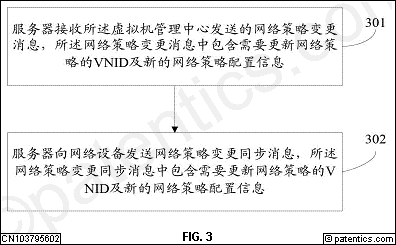 服务器接收所述虚拟机管理中心发送的网络策略变更
消息，所述网络策略变更消息中包含需要更新网络策
略的VNID及新的网络策略配置信息
301
服务器向网络设备发送网络策略变更同步消息，所述
网络策略变更同步消息中包含需要更新网络策略的V
NID及新的网络策略配置信息
302
CN103795602
FIG. 3
© patentics.com
©patentics.com